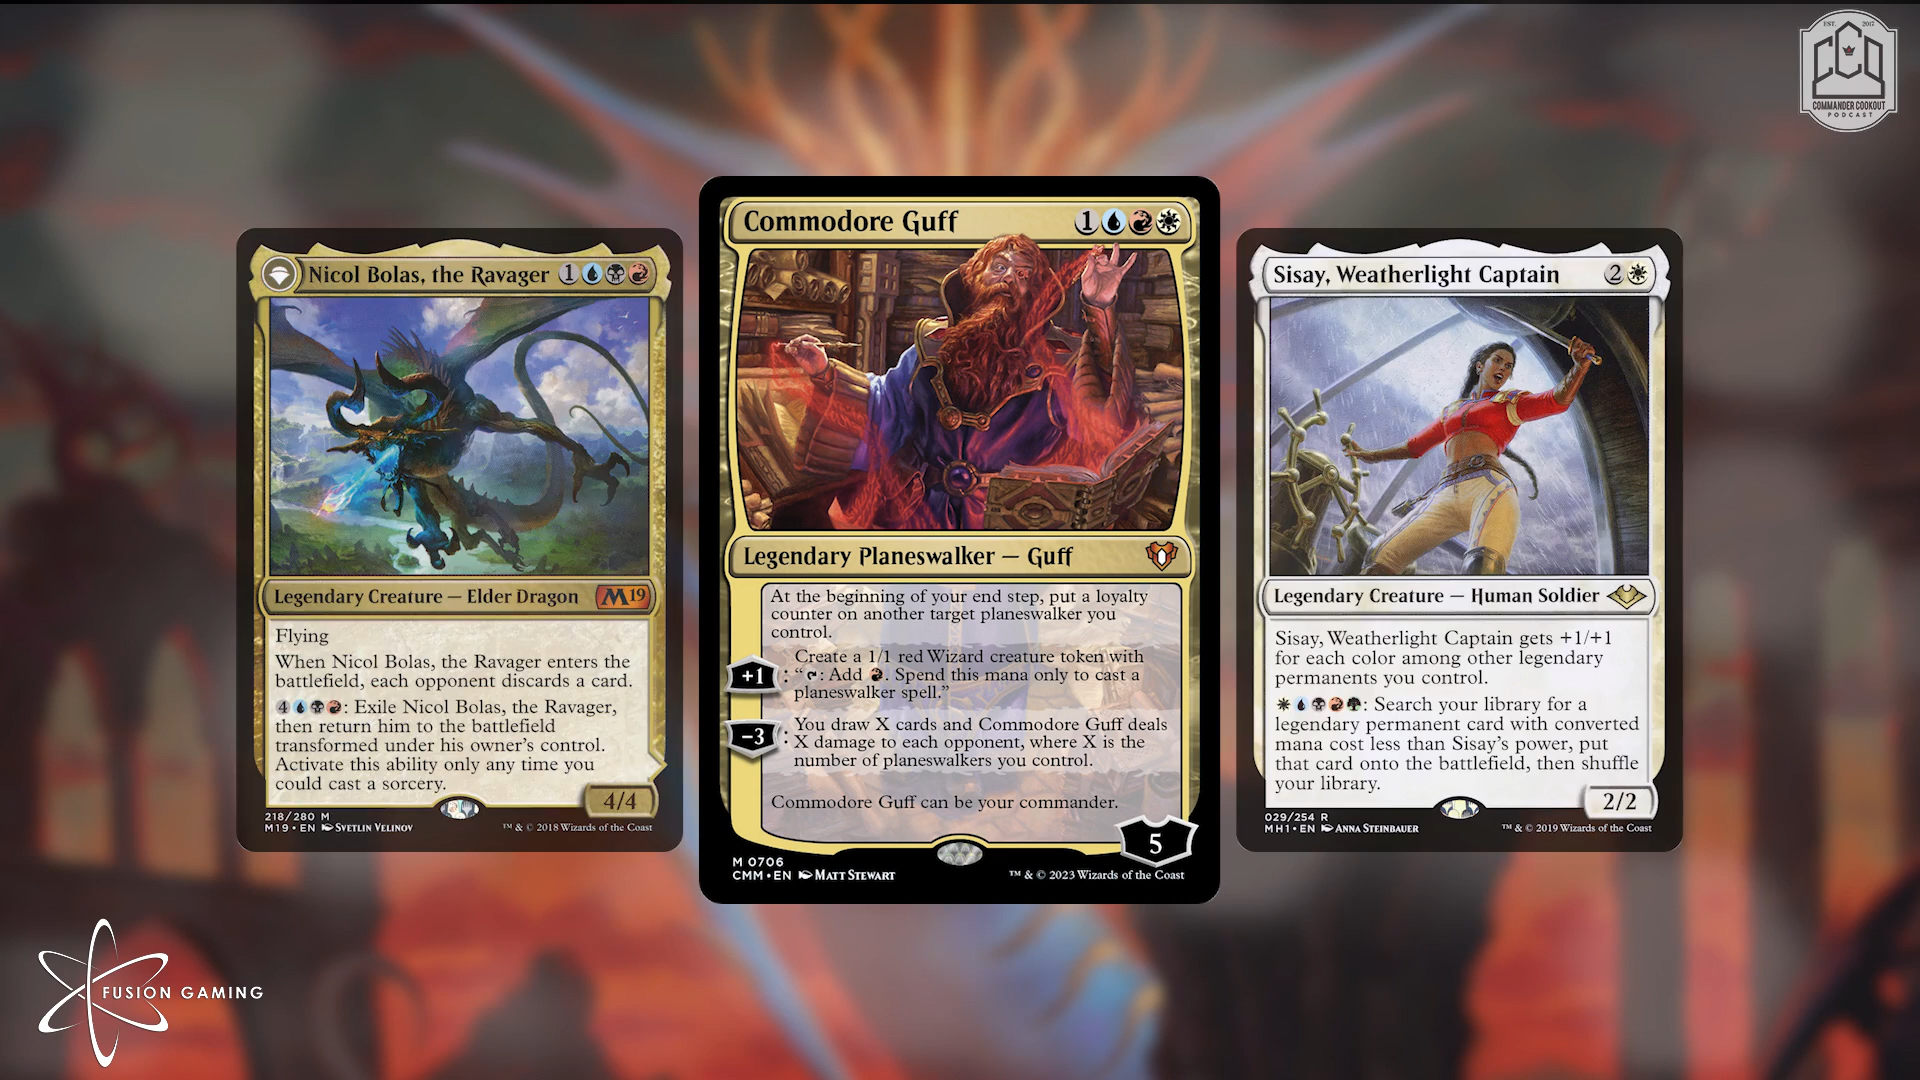 EST. 2017
CCO
COMMANDER COOKOUT
PODCAST
Nicol Bolas, the Ravager 1
Legendary Creature — Elder Dragon M19
Flying
When Nicol Bolas, the Ravager enters the
battlefield, each opponent discards a card.
4: Exile Nicol Bolas, the Ravager,
then return him to the battlefield
transformed under his owner's control.
Activate this ability only any time you
could cast a sorcery.
4/4
218/280 M
M19 • EN Svetlin Velinov
™ & © 2018 Wizards of the Coast
Commodore Guff 1
Legendary Planeswalker — Guff
At the beginning of your end step, put a loyalty
counter on another target planeswalker you
control.
+1: Create a 1/1 red Wizard creature token with
“: Add . Spend this mana only to cast a
planeswalker spell.”
−3: You draw X cards and Commodore Guff deals
X damage to each opponent, where X is the
number of planeswalkers you control.
Commodore Guff can be your commander.
5
M 0706
CMM • EN Matt Stewart
™ & © 2023 Wizards of the Coast
Sisay, Weatherlight Captain 2
Legendary Creature — Human Soldier
Sisay, Weatherlight Captain gets +1/+1
for each color among other legendary
permanents you control.
: Search your library for a
legendary permanent card with converted
mana cost less than Sisay's power, put
that card onto the battlefield, then shuffle
your library.
2/2
029/254 R
MH1 • EN Anna Steinbauer
™ & © 2019 Wizards of the Coast
FUSION GAMING